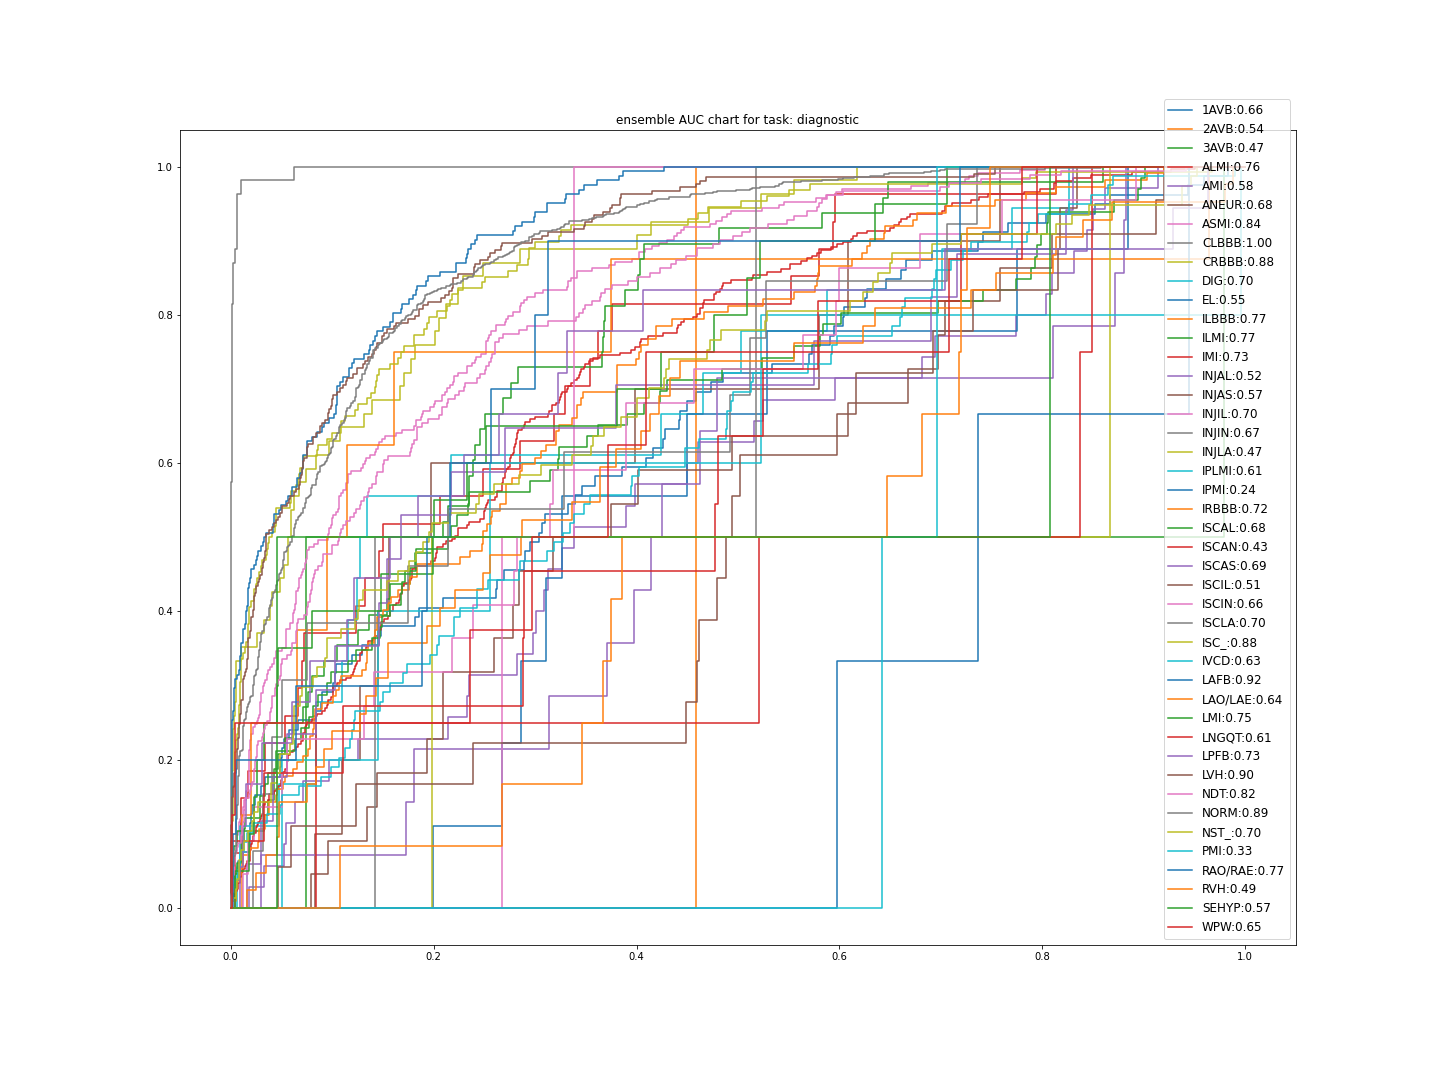 ensemble AUC chart for task: diagnostic
1.0
0.8
0.6
0.4
0.2
0.0
0.0 0.2 0.4 0.6 0.8 1.0
1AVB:0.66
2AVB:0.54
3AVB:0.47
ALMI:0.76
AMI:0.58
ANEUR:0.68
ASMI:0.84
CLBBB:1.00
CRBBB:0.88
DIG:0.70
EL:0.55
ILBBB:0.77
ILMI:0.77
IMI:0.73
INJAL:0.52
INJAS:0.57
INJIL:0.70
INJIN:0.67
INJLA:0.47
IPLMI:0.61
IPMI:0.24
IRBBB:0.72
ISCAL:0.68
ISCAN:0.43
ISCAS:0.69
ISCIL:0.51
ISCIN:0.66
ISCLA:0.70
ISC_:0.88
IVCD:0.63
LAFB:0.92
LAO/LAE:0.64
LMI:0.75
LNGQT:0.61
LPFB:0.73
LVH:0.90
NDT:0.82
NORM:0.89
NST_:0.70
PMI:0.33
RAO/RAE:0.77
RVH:0.49
SEHYP:0.57
WPW:0.65